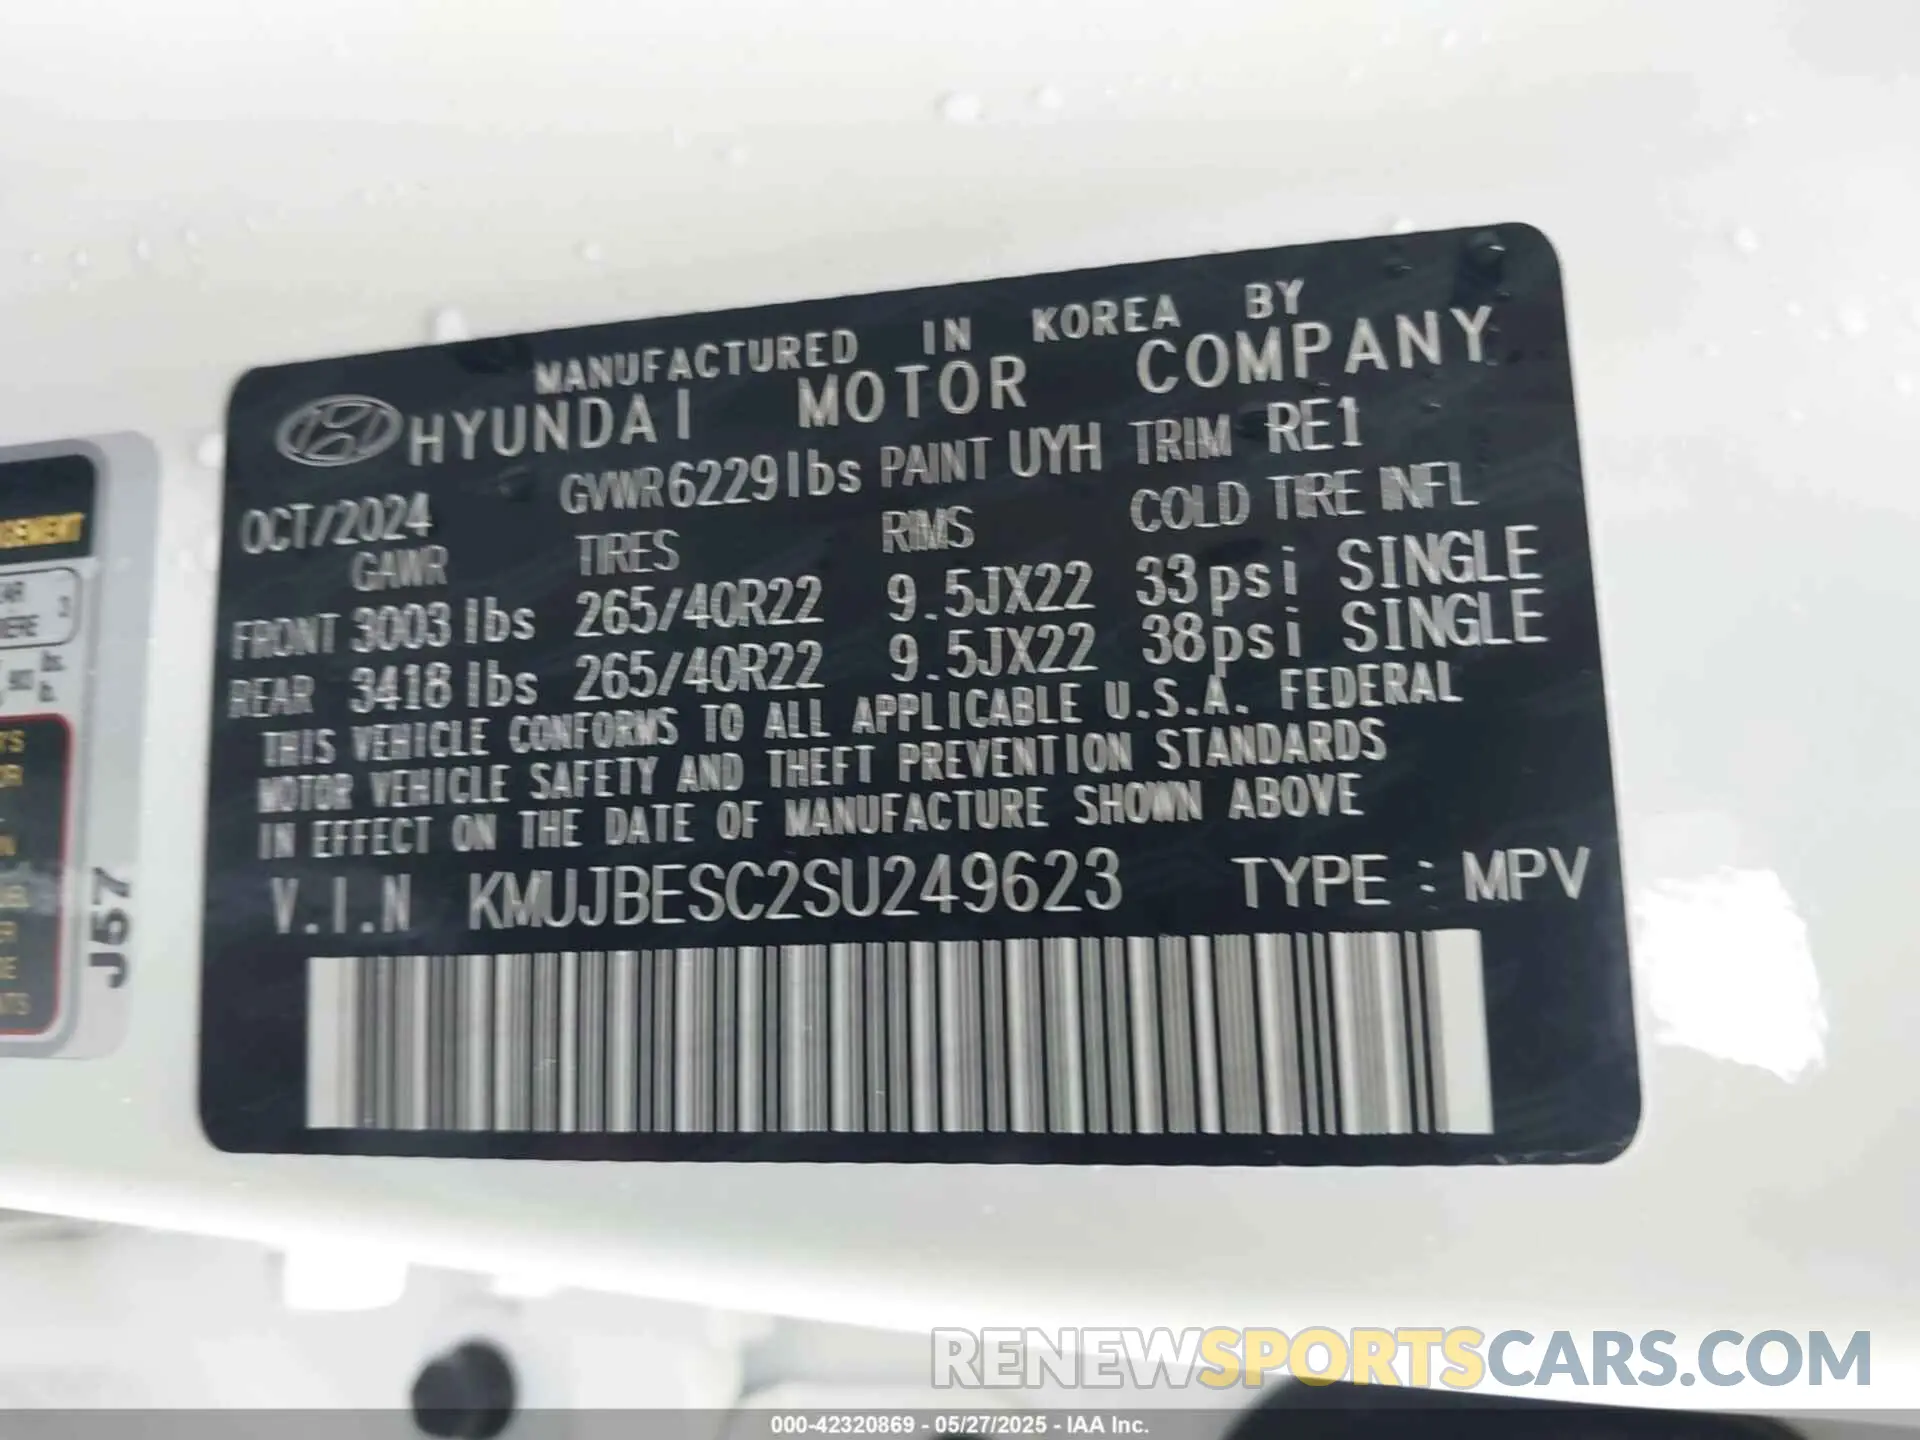 MANUFACTURED IN KOREA BY
HYUNDAI MOTOR COMPANY
OCT/2024 GVWR 6229lbs PAINT UYH TRIM RE1
GAWR TIRES RIMS COLD TIRE INFL
FRONT 3003lbs 265/40R22 9.5JX22 33psi SINGLE
REAR 3418lbs 265/40R22 9.5JX22 38psi SINGLE
THIS VEHICLE CONFORMS TO ALL APPLICABLE U.S.A. FEDERAL
MOTOR VEHICLE SAFETY AND THEFT PREVENTION STANDARDS
IN EFFECT ON THE DATE OF MANUFACTURE SHOWN ABOVE
V.I.N KMUJBESC2SU249623 TYPE : MPV
J57
RENEWSPORTSCARS.COM
000-42320869 - 05/27/2025 - IAA Inc.